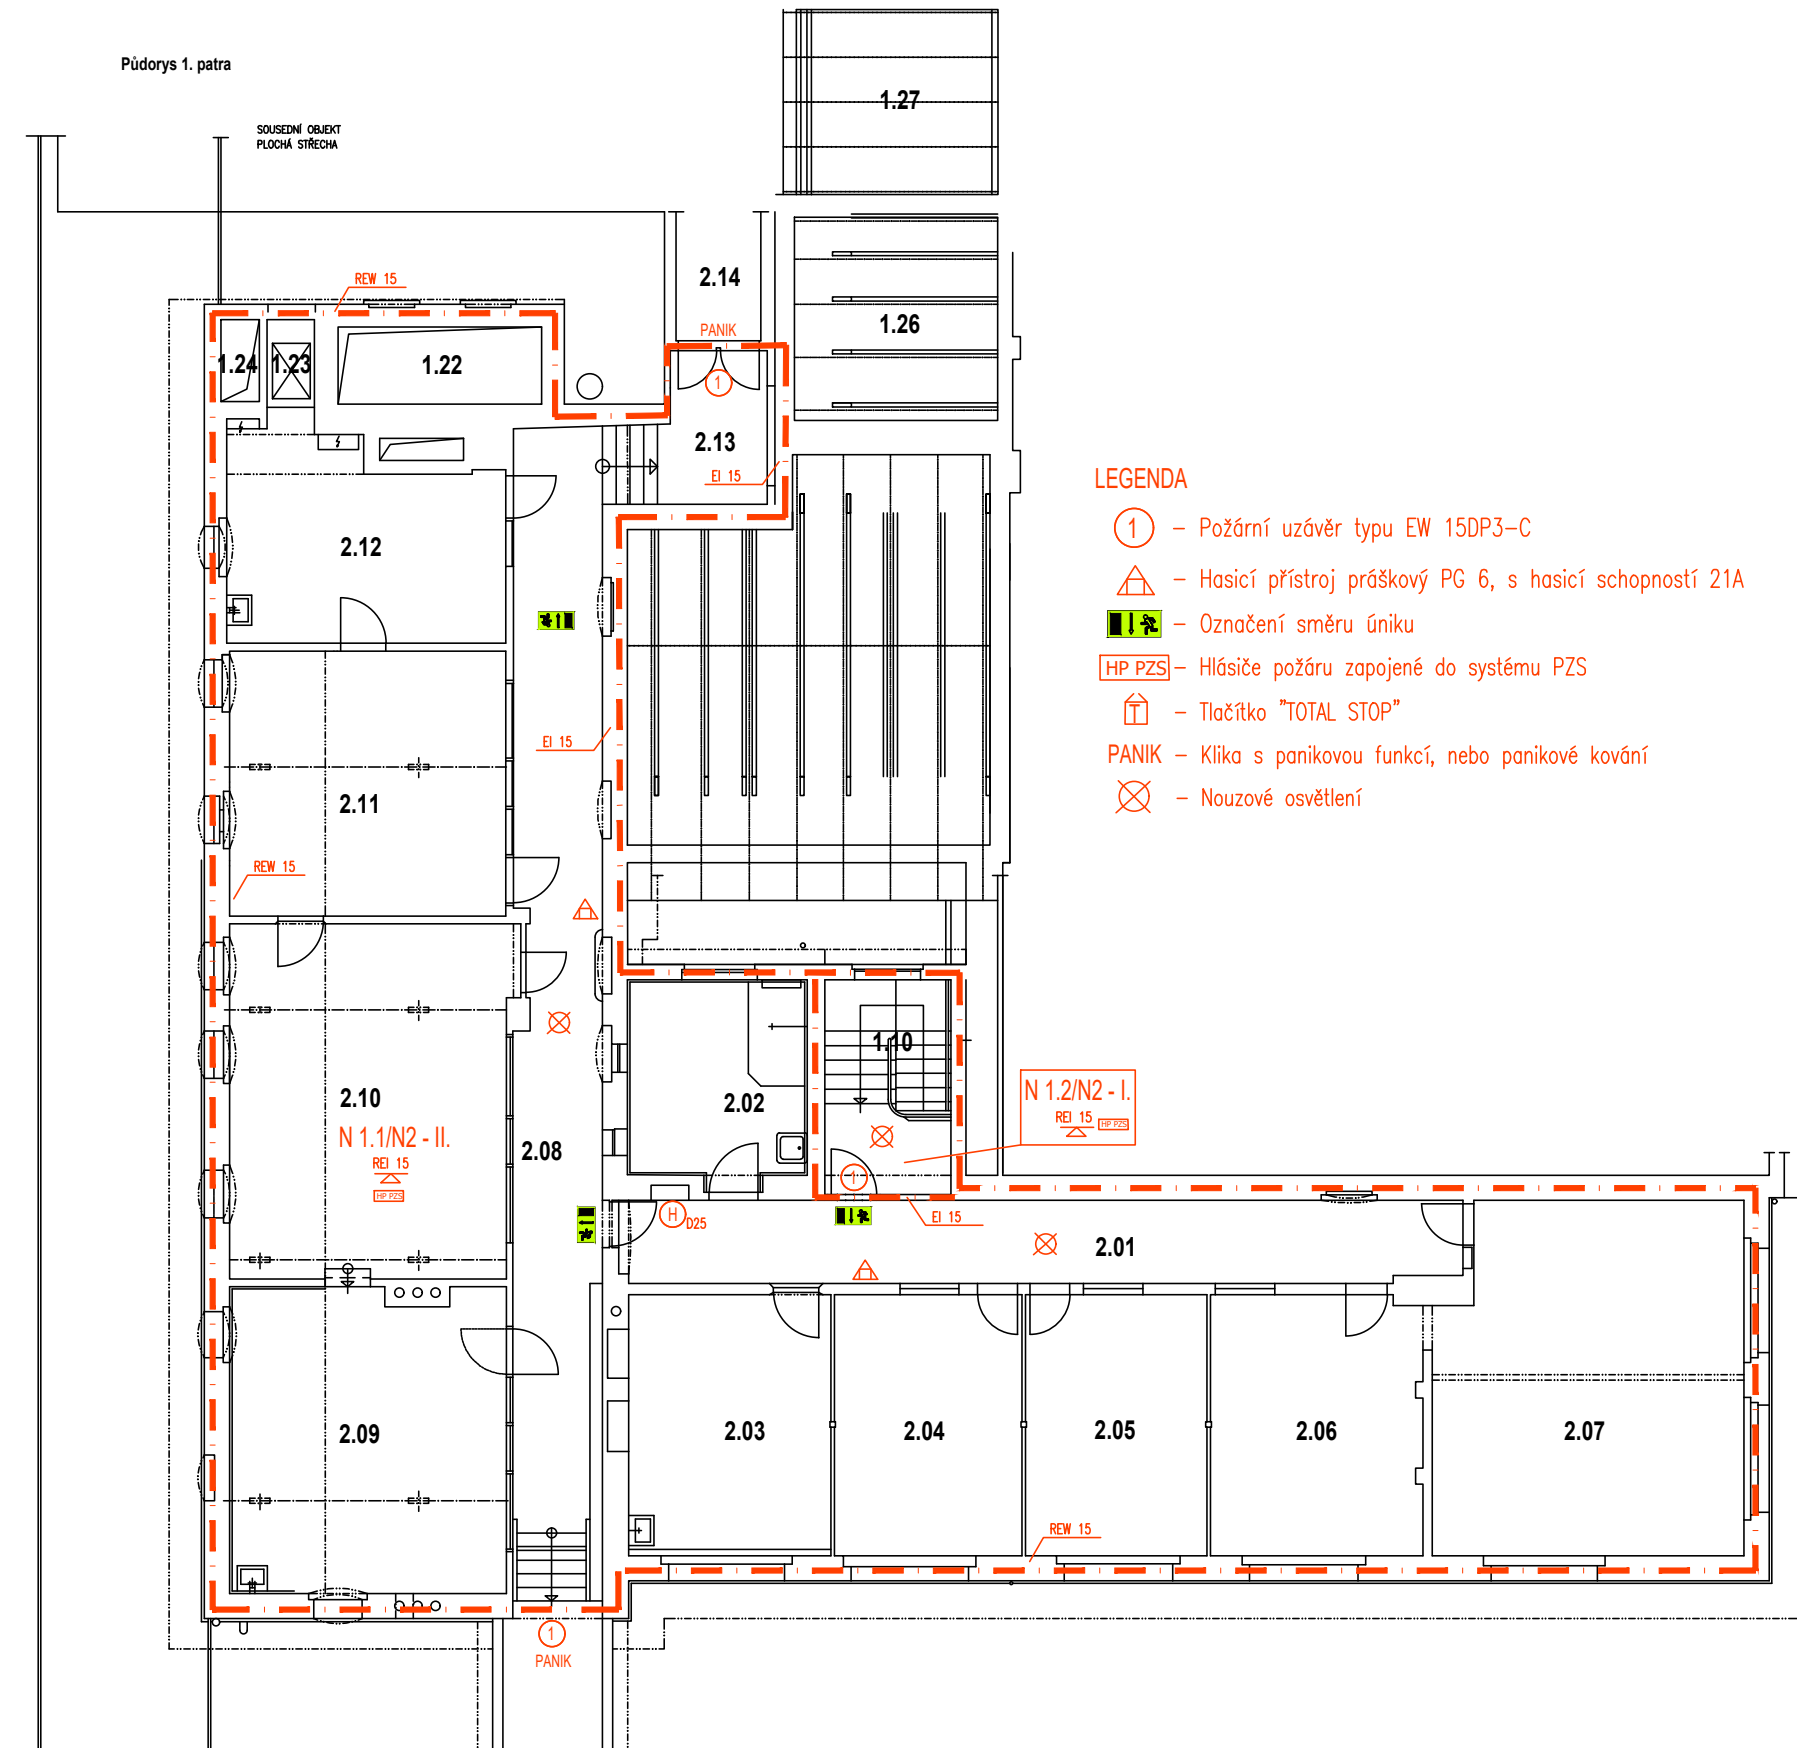 Půdorys 1. patra
SOUSEDNÍ OBJEKT
PLOCHÁ STŘECHA
1.27
REW 15
2.14
1.26
PANIK
1.24
1.23
1.22
1
2.13
EI 15
2.12
EI 15
2.11
REW 15
LEGENDA
1 – Požární uzávěr typu EW 15DP3–C
– Hasicí přístroj práškový PG 6, s hasicí schopností 21A
– Označení směru úniku
HP PZS – Hlásiče požáru zapojené do systému PZS
T – Tlačítko "TOTAL STOP"
PANIK – Klika s panikovou funkcí, nebo panikové kování
– Nouzové osvětlení
1.10
2.10
N 1.1/N2 - II.
REI 15
HP PZS
2.02
2.08
N 1.2/N2 - I.
REI 15
HP PZS
1
H D25
EI 15
2.01
2.09
2.03
2.04
2.05
2.06
2.07
REW 15
1
PANIK